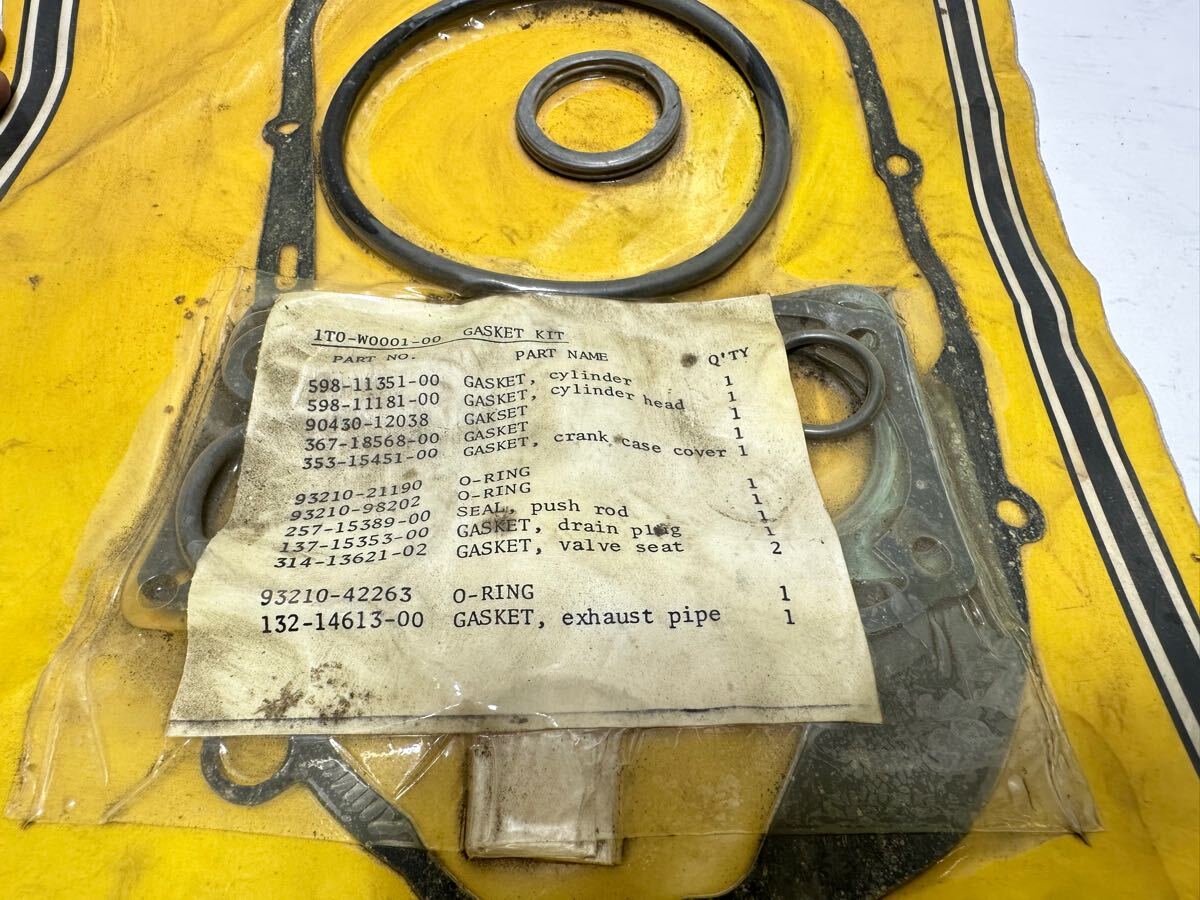 1T0-W0001-00 GASKET KIT
PART NO. PART NAME Q'TY
598-11351-00 GASKET, cylinder 1
598-11181-00 GASKET, cylinder head 1
90430-12038 GAKSET 1
367-18568-00 GASKET 1
353-15451-00 GASKET, crank case cover 1
93210-21190 O-RING 1
93210-98202 O-RING 1
257-15389-00 SEAL, push rod 1
137-15353-00 GASKET, drain plug 1
314-13621-02 GASKET, valve seat 2
93210-42263 O-RING 1
132-14613-00 GASKET, exhaust pipe 1